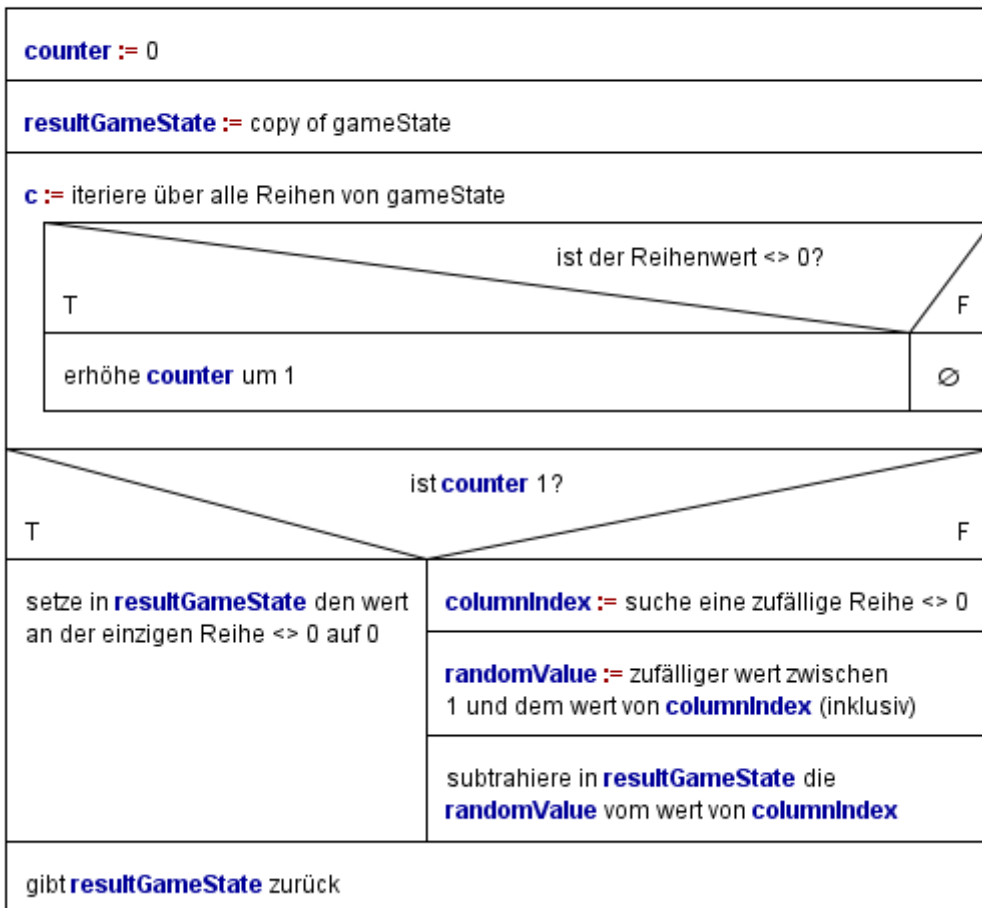 counter := 0
resultGameState := copy of gameState
c := iteriere über alle Reihen von gameState
ist der Reihenwert <> 0?
T
F
erhöhe counter um 1
∅
ist counter 1?
T
F
setze in resultGameState den wert
an der einzigen Reihe <> 0 auf 0
columnIndex := suche eine zufällige Reihe <> 0
randomValue := zufälliger wert zwischen
1 und dem wert von columnIndex (inklusiv)
subtrahiere in resultGameState die
randomValue vom wert von columnIndex
gibt resultGameState zurück